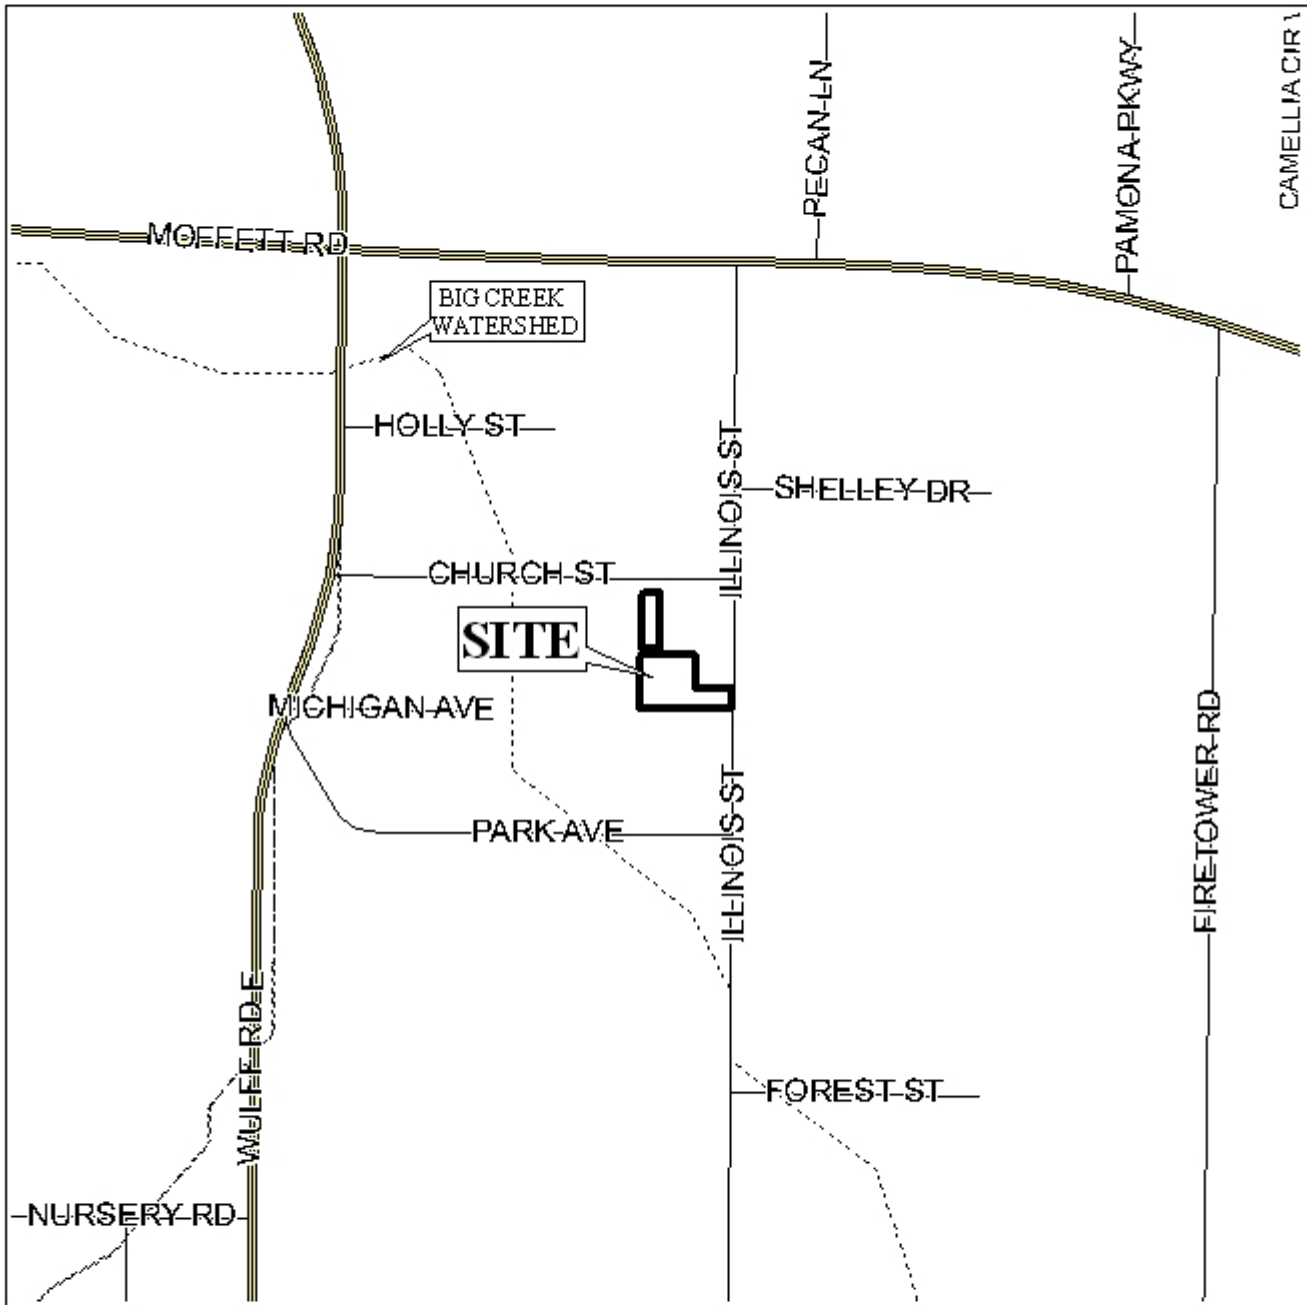 PECAN LN
PAMONA PKWY
CAMELLIA CIR
MOFFETT RD
BIG CREEK
WATERSHED
HOLLY ST
ILLINOIS ST
SHELLEY DR
CHURCH ST
SITE
MICHIGAN AVE
FIRETOWER RD
PARK AVE
ILLINOIS ST
WULFF RD E
FOREST ST
NURSERY RD